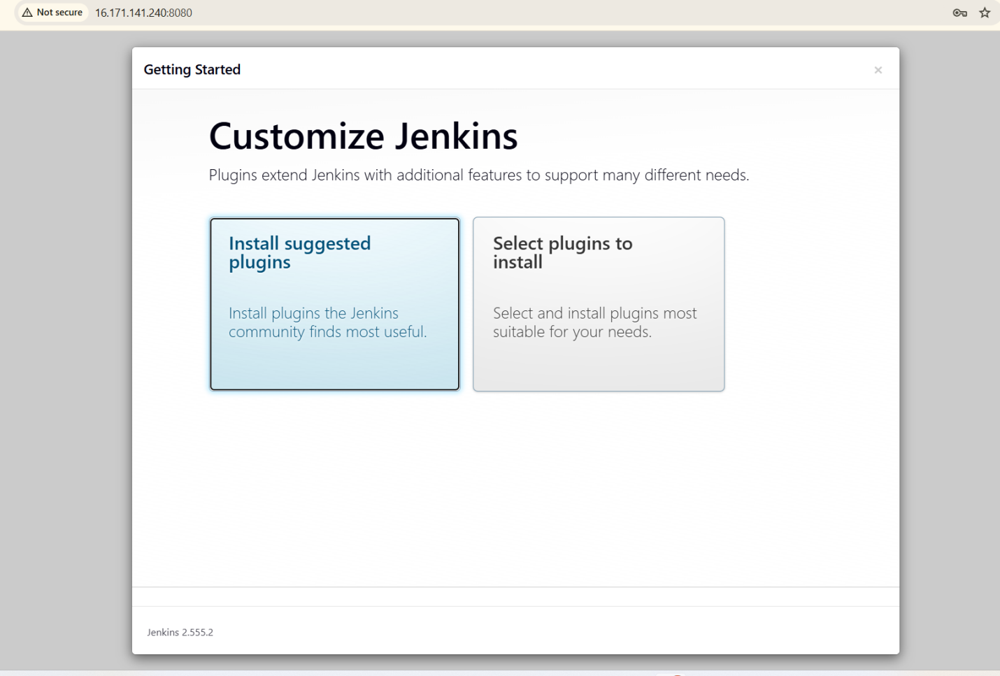 Not secure 16.171.141.240:8080
Getting Started
×
Customize Jenkins
Plugins extend Jenkins with additional features to support many different needs.
Install suggested
plugins
Install plugins the Jenkins
community finds most useful.
Select plugins to
install
Select and install plugins most
suitable for your needs.
Jenkins 2.555.2